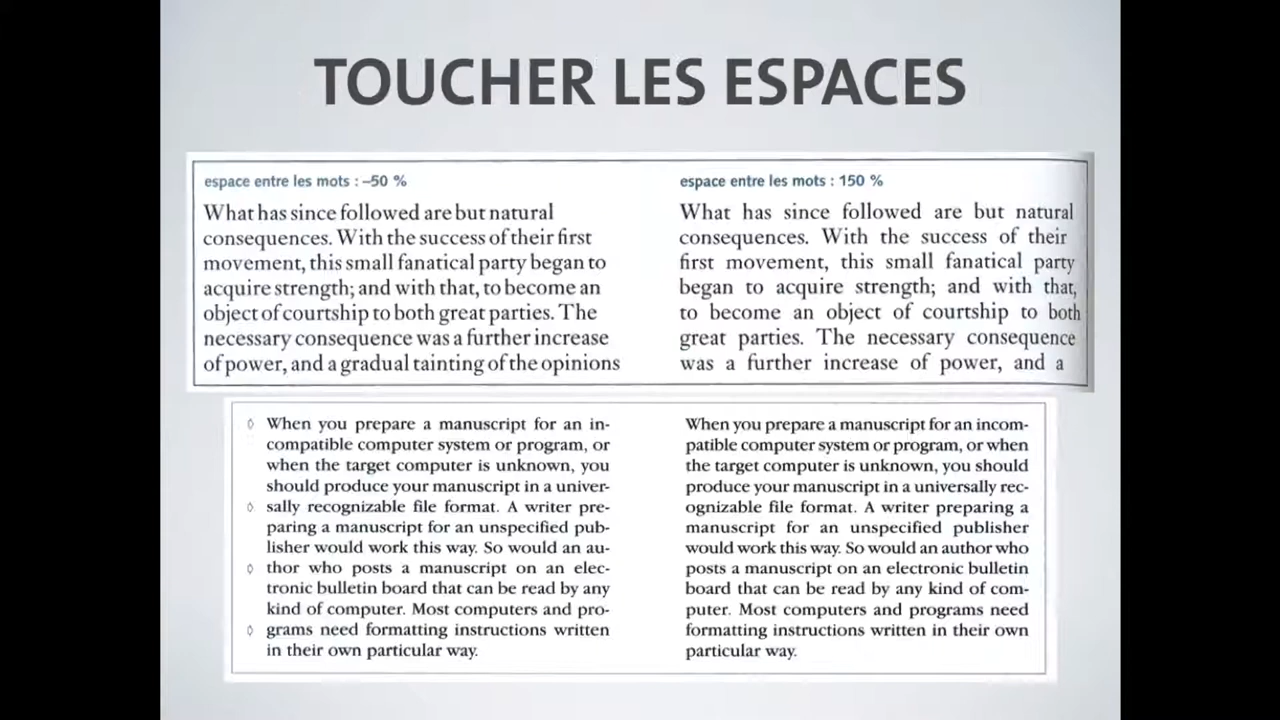 TOUCHER LES ESPACES
espace entre les mots : –50 %
What has since followed are but natural
consequences. With the success of their first
movement, this small fanatical party began to
acquire strength; and with that, to become an
object of courtship to both great parties. The
necessary consequence was a further increase
of power, and a gradual tainting of the opinions
espace entre les mots : 150 %
What has since followed are but natural
consequences. With the success of their
first movement, this small fanatical party
began to acquire strength; and with that,
to become an object of courtship to both
great parties. The necessary consequence
was a further increase of power, and a
◊ When you prepare a manuscript for an in-
compatible computer system or program, or
when the target computer is unknown, you
should produce your manuscript in a univer-
◊ sally recognizable file format. A writer pre-
paring a manuscript for an unspecified pub-
lisher would work this way. So would an au-
◊ thor who posts a manuscript on an elec-
tronic bulletin board that can be read by any
kind of computer. Most computers and pro-
◊ grams need formatting instructions written
in their own particular way.
When you prepare a manuscript for an incom-
patible computer system or program, or when
the target computer is unknown, you should
produce your manuscript in a universally rec-
ognizable file format. A writer preparing a
manuscript for an unspecified publisher
would work this way. So would an author who
posts a manuscript on an electronic bulletin
board that can be read by any kind of com-
puter. Most computers and programs need
formatting instructions written in their own
particular way.